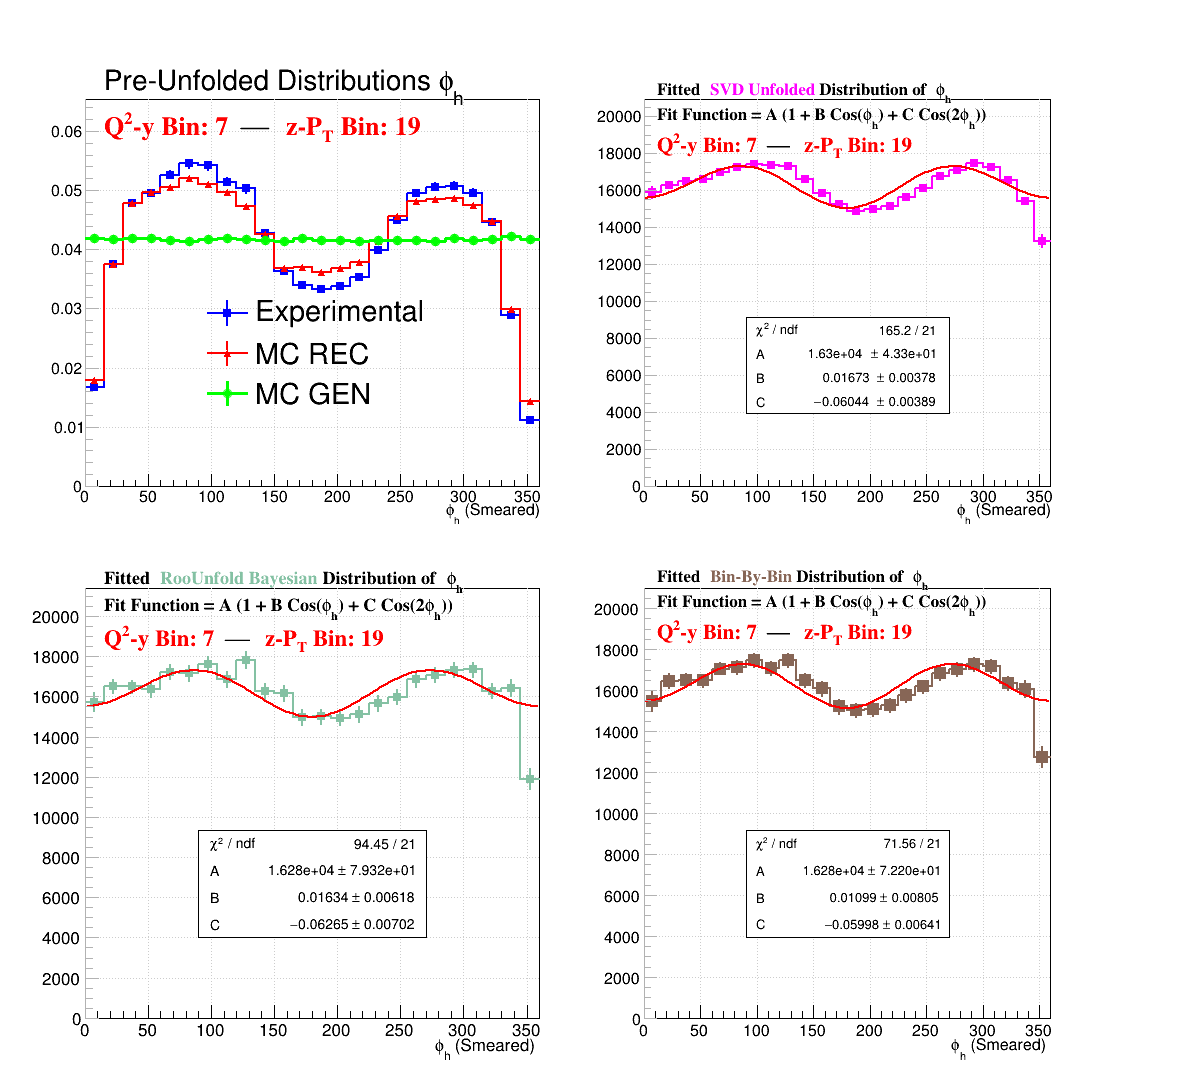 Pre-Unfolded Distributions ϕh
Q²-y Bin: 7 — z-PT Bin: 19
0.06
0.05
0.04
0.03
0.02
0.01
0
Experimental
MC REC
MC GEN
0 50 100 150 200 250 300 350
ϕh (Smeared)
Fitted SVD Unfolded Distribution of ϕh
Fit Function = A (1 + B Cos(ϕh) + C Cos(2ϕh))
Q²-y Bin: 7 — z-PT Bin: 19
20000
18000
16000
14000
12000
10000
8000
6000
4000
2000
0
χ² / ndf 165.2 / 21
A 1.63e+04 ± 4.33e+01
B 0.01673 ± 0.00378
C −0.06044 ± 0.00389
0 50 100 150 200 250 300 350
ϕh (Smeared)
Fitted RooUnfold Bayesian Distribution of ϕh
Fit Function = A (1 + B Cos(ϕh) + C Cos(2ϕh))
Q²-y Bin: 7 — z-PT Bin: 19
20000
18000
16000
14000
12000
10000
8000
6000
4000
2000
0
χ² / ndf 94.45 / 21
A 1.628e+04 ± 7.932e+01
B 0.01634 ± 0.00618
C −0.06265 ± 0.00702
0 50 100 150 200 250 300 350
ϕh (Smeared)
Fitted Bin-By-Bin Distribution of ϕh
Fit Function = A (1 + B Cos(ϕh) + C Cos(2ϕh))
Q²-y Bin: 7 — z-PT Bin: 19
20000
18000
16000
14000
12000
10000
8000
6000
4000
2000
0
χ² / ndf 71.56 / 21
A 1.628e+04 ± 7.220e+01
B 0.01099 ± 0.00805
C −0.05998 ± 0.00641
0 50 100 150 200 250 300 350
ϕh (Smeared)